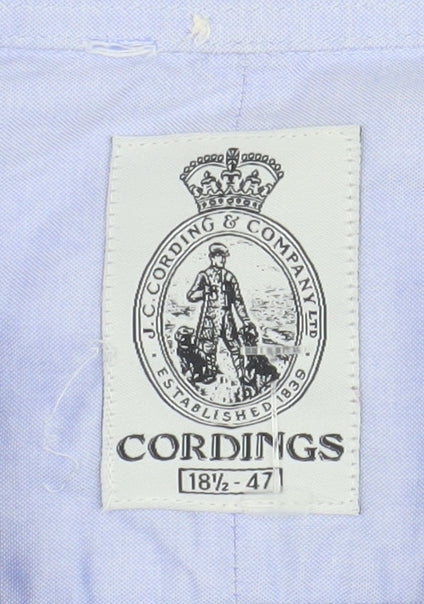 J.C. CORDING & COMPANY LTD
ESTABLISHED 1839
CORDINGS
18½ - 47